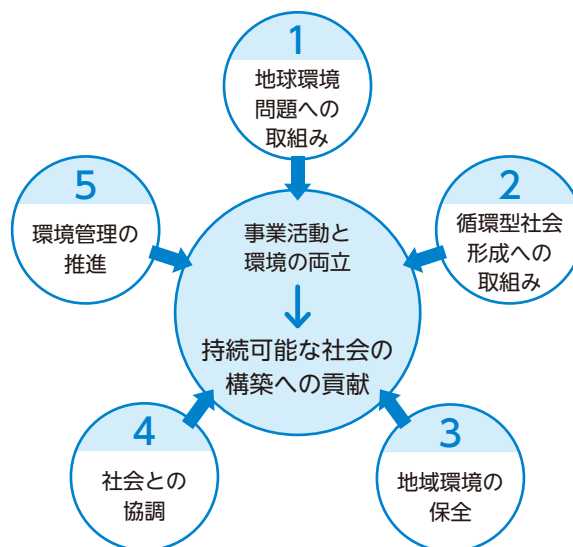 1
地球環境
問題への
取組み
2
循環型社会
形成への
取組み
3
地域環境の
保全
4
社会との
協調
5
環境管理の
推進
事業活動と
環境の両立
持続可能な社会の
構築への貢献